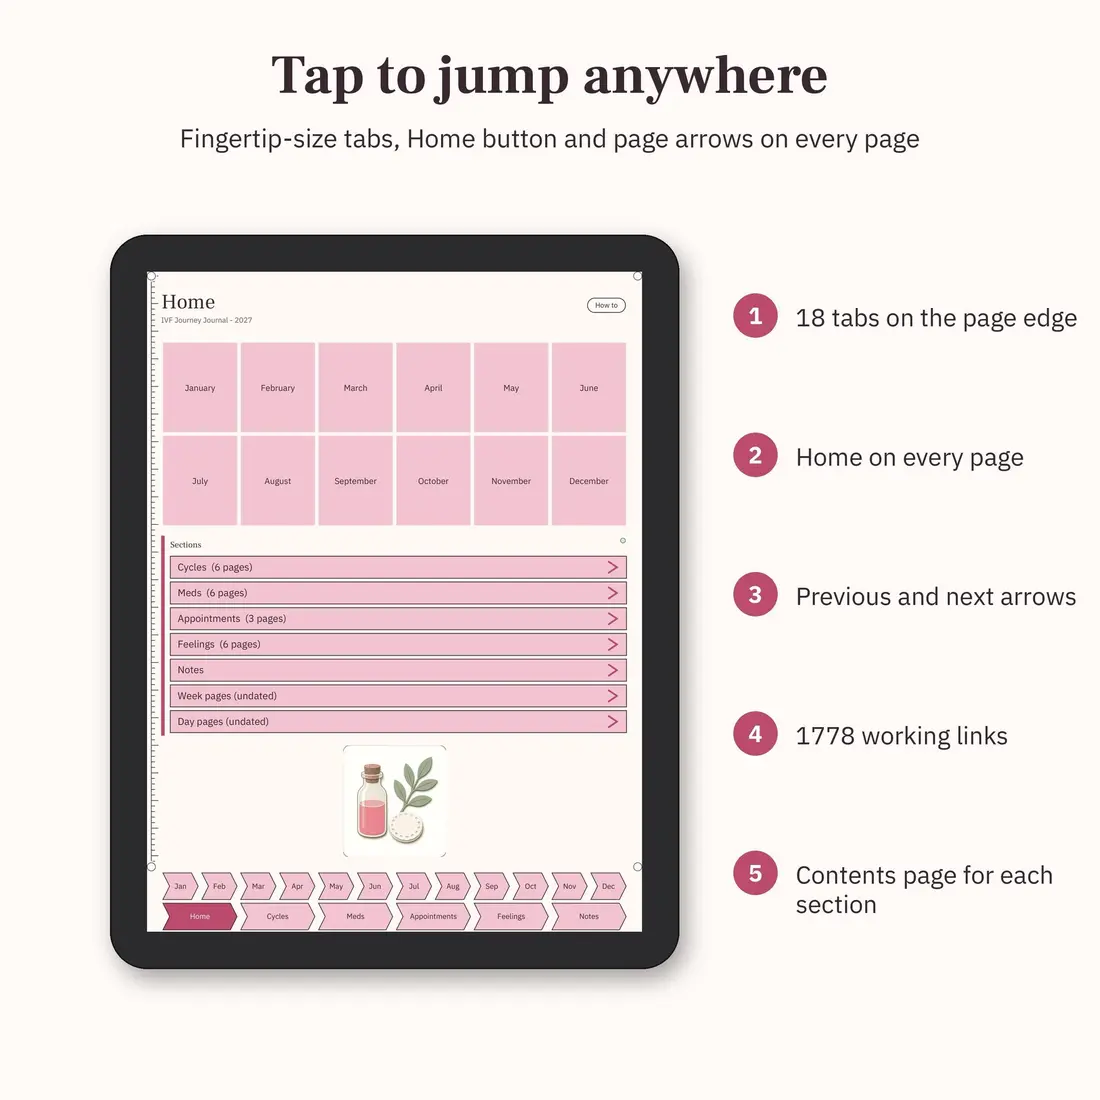 Tap to jump anywhere
Fingertip-size tabs, Home button and page arrows on every page
Home
How to
IVF Journey Journal - 2027
January
February
March
April
May
June
July
August
September
October
November
December
Sections
Cycles (6 pages)
Meds (6 pages)
Appointments (3 pages)
Feelings (6 pages)
Notes
Week pages (undated)
Day pages (undated)
Jan
Feb
Mar
Apr
May
Jun
Jul
Aug
Sep
Oct
Nov
Dec
Home
Cycles
Meds
Appointments
Feelings
Notes
1 18 tabs on the page edge
2 Home on every page
3 Previous and next arrows
4 1778 working links
5 Contents page for each
section